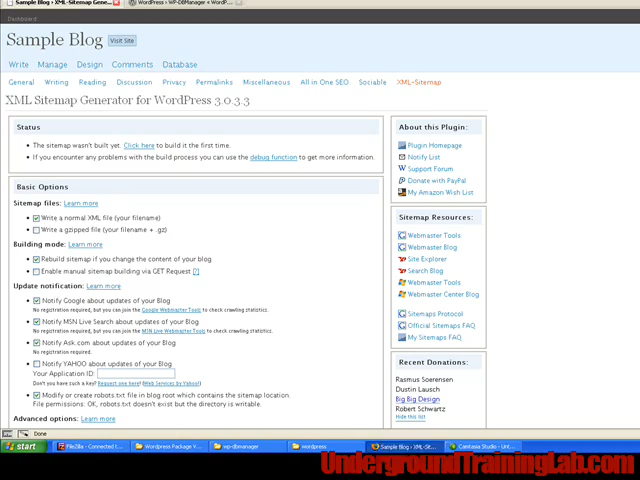 Sample Blog › XML-Sitemap Gene...
WordPress › WP-DBManager « WordP...
Dashboard
Sample Blog
Visit Site
Write Manage Design Comments Database
General Writing Reading Discussion Privacy Permalinks Miscellaneous All in One SEO Sociable XML-Sitemap
XML Sitemap Generator for WordPress 3.0.3.3
Status
The sitemap wasn't built yet. Click here to build it the first time.
If you encounter any problems with the build process you can use the debug function to get more information.
Basic Options
Sitemap files: Learn more
Write a normal XML file (your filename)
Write a gzipped file (your filename + .gz)
Building mode: Learn more
Rebuild sitemap if you change the content of your blog
Enable manual sitemap building via GET Request [?]
Update notification: Learn more
Notify Google about updates of your Blog
No registration required, but you can join the Google Webmaster Tools to check crawling statistics.
Notify MSN Live Search about updates of your Blog
No registration required, but you can join the MSN Live Webmaster Tools to check crawling statistics.
Notify Ask.com about updates of your Blog
No registration required.
Notify YAHOO about updates of your Blog
Your Application ID:
Don't you have such a key? Request one here! (Web Services by Yahoo!)
Modify or create robots.txt file in blog root which contains the sitemap location.
File permissions: OK, robots.txt doesn't exist but the directory is writable.
Advanced options: Learn more
About this Plugin:
Plugin Homepage
Notify List
Support Forum
Donate with PayPal
My Amazon Wish List
Sitemap Resources:
Webmaster Tools
Webmaster Blog
Site Explorer
Search Blog
Webmaster Tools
Webmaster Center Blog
Sitemaps Protocol
Official Sitemaps FAQ
My Sitemaps FAQ
Recent Donations:
Rasmus Soerensen
Dustin Lausch
Big Big Design
Robert Schwartz
Hide this list
Done
start
FileZilla - Connected t...
Wordpress Package V...
wp-dbmanager
wordpress
Sample Blog › XML-Sit...
Camtasia Studio - Unt...
UndergroundTrainingLab.com